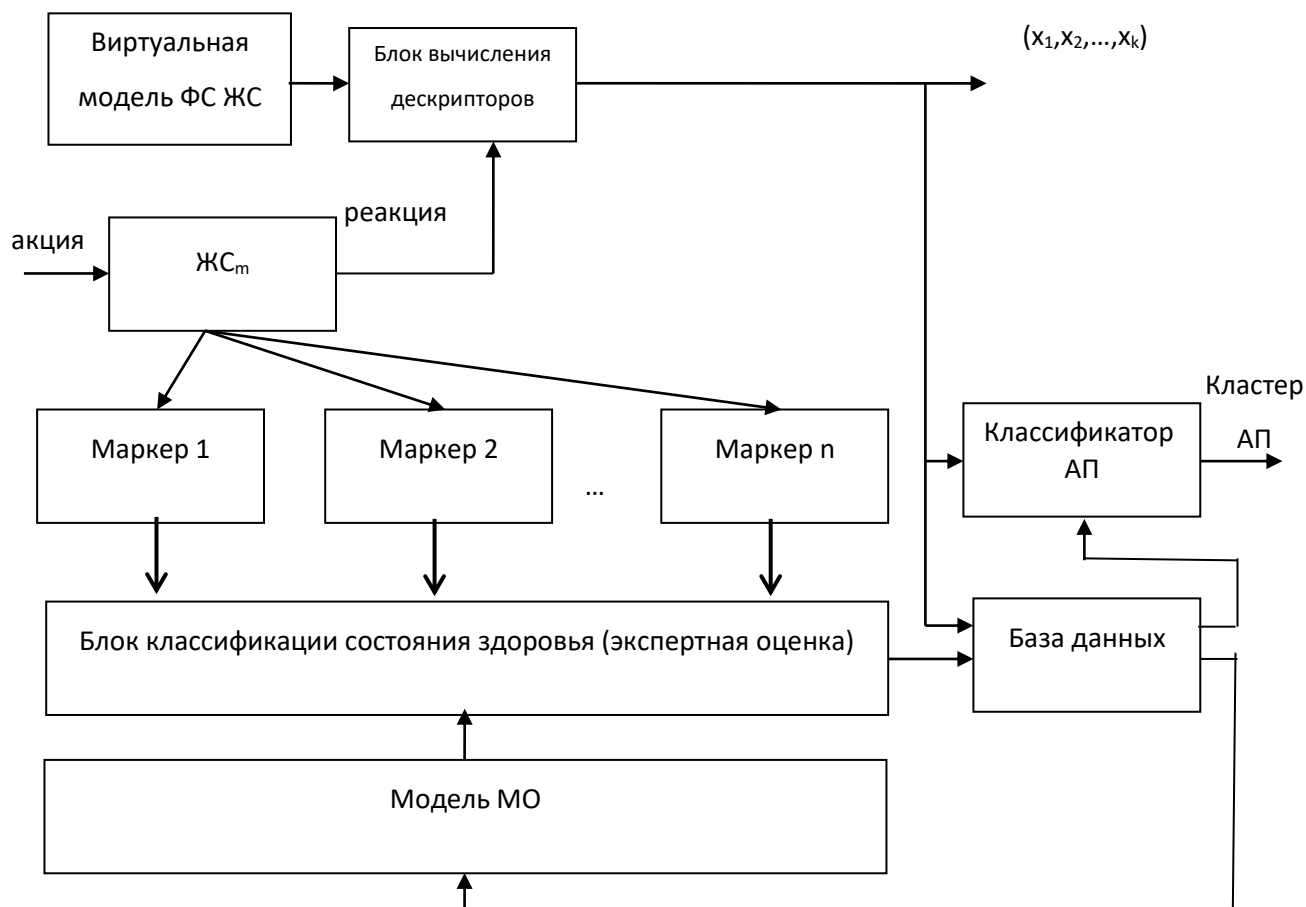 Виртуальная
модель ФС ЖС
Блок вычисления
дескрипторов
(x₁,x₂,…,xₖ)
реакция
акция
ЖСₘ
Кластер
АП
Маркер 1
Маркер 2
...
Маркер n
Классификатор
АП
Блок классификации состояния здоровья (экспертная оценка)
База данных
Модель МО